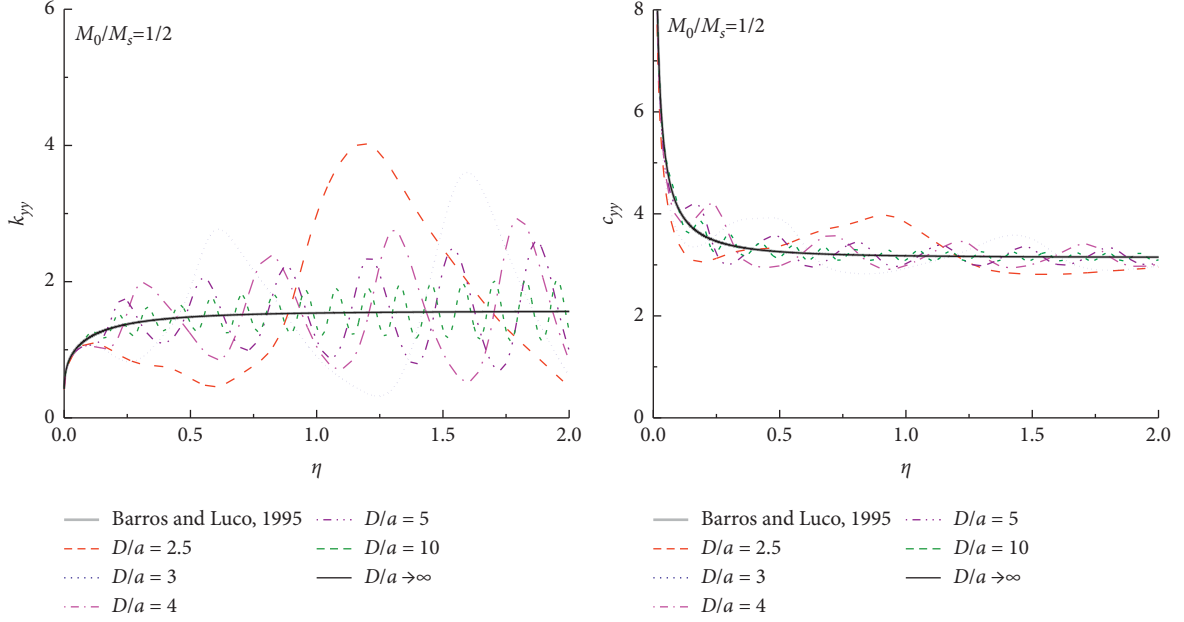 M₀/Mₛ=1/2
6
4
2
0
k_yy
0.0 0.5 1.0 1.5 2.0
η
Barros and Luco, 1995
D/a = 2.5
D/a = 3
D/a = 4
D/a = 5
D/a = 10
D/a →∞
M₀/Mₛ=1/2
8
6
4
2
0
c_yy
0.0 0.5 1.0 1.5 2.0
η
Barros and Luco, 1995
D/a = 2.5
D/a = 3
D/a = 4
D/a = 5
D/a = 10
D/a →∞